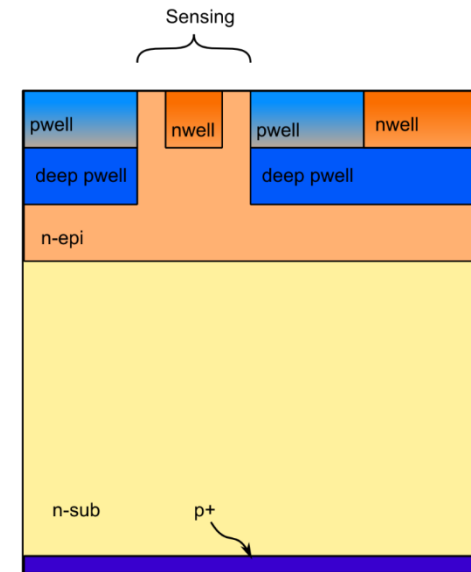 Sensing
pwell
nwell
pwell
nwell
deep pwell
deep pwell
n-epi
n-sub
p+